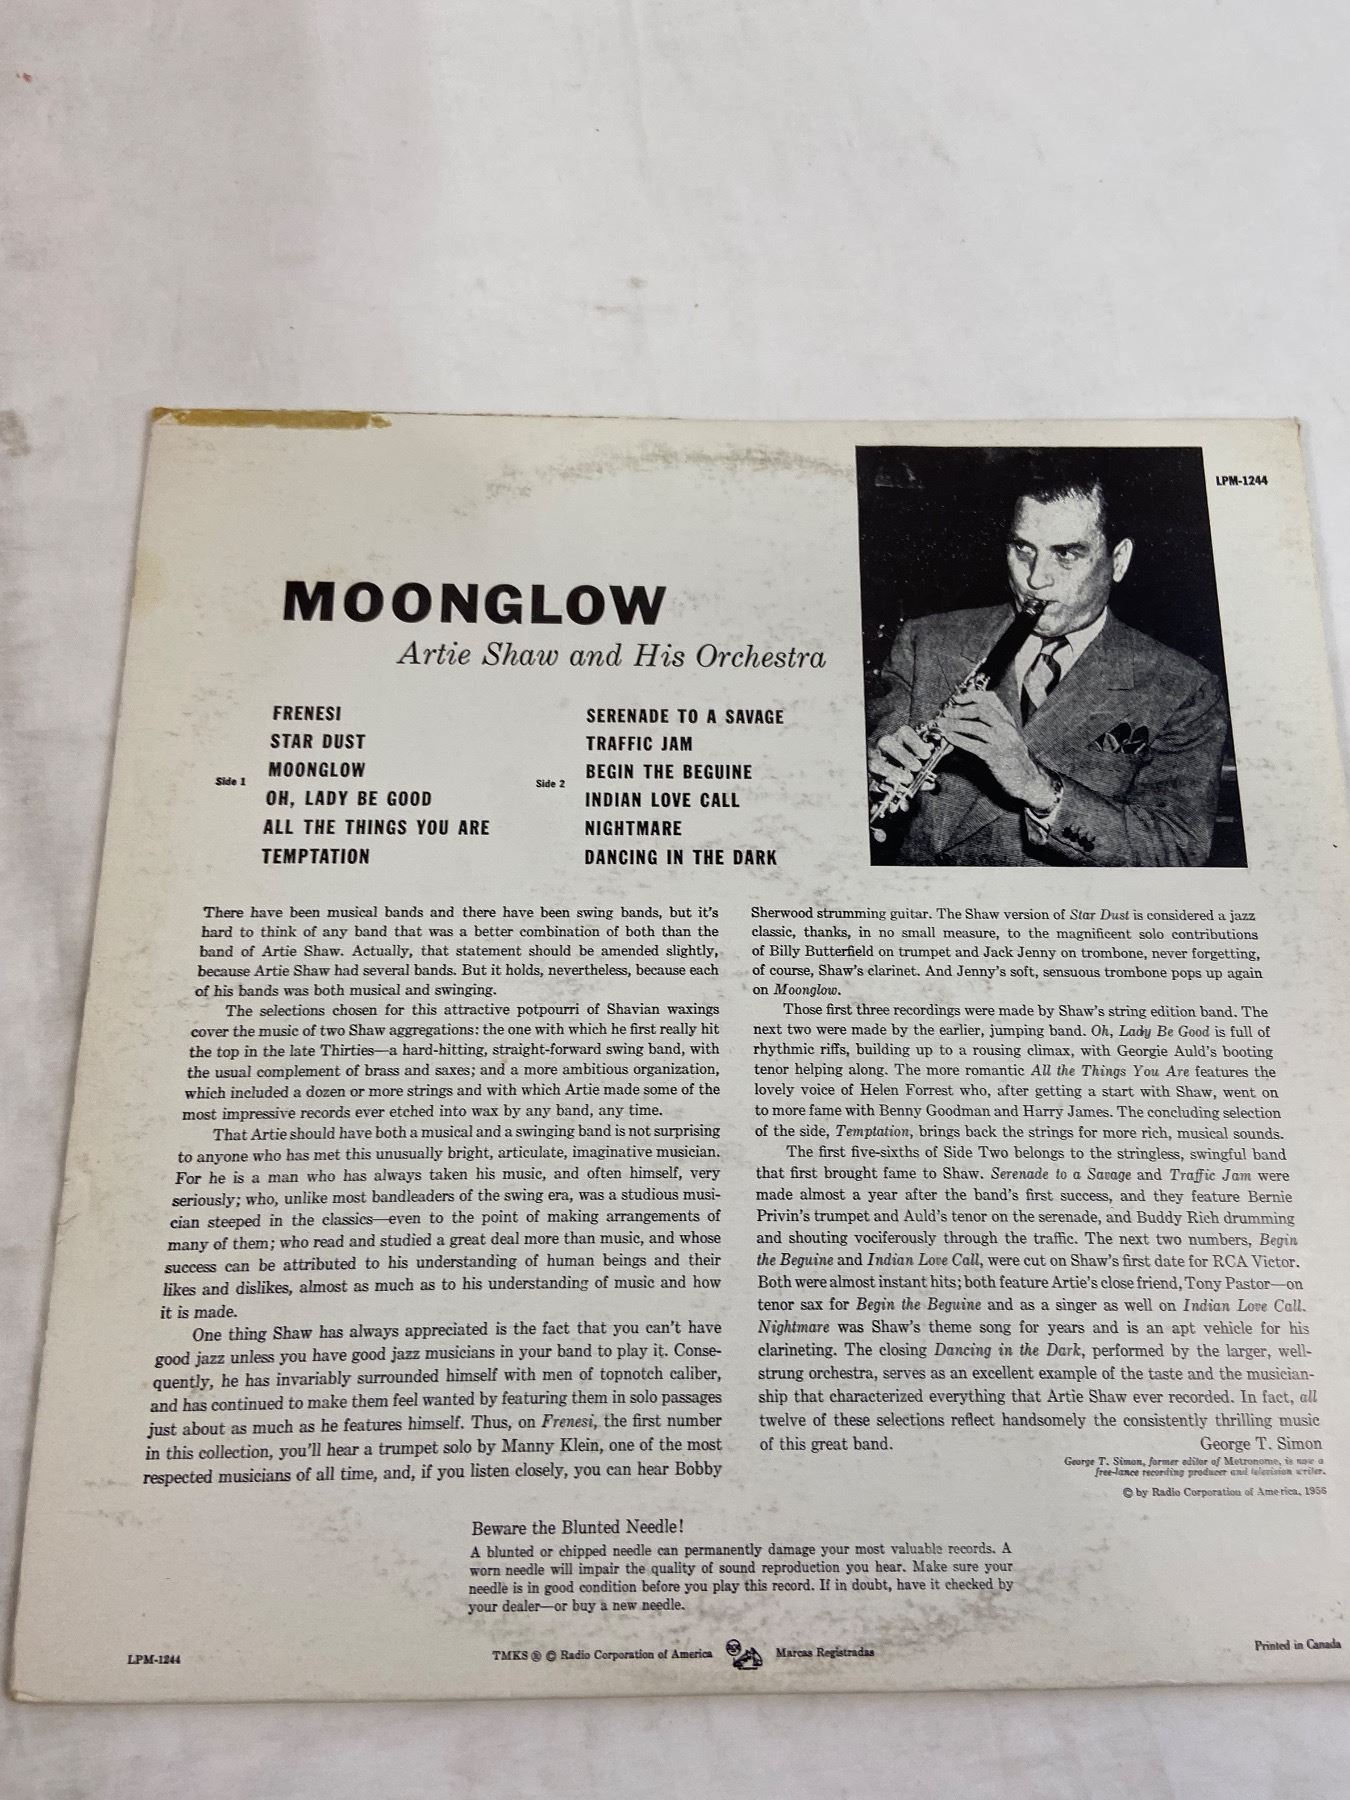 LPM-1244
MOONGLOW
Artie Shaw and His Orchestra
Side 1
FRENESI
STAR DUST
MOONGLOW
OH, LADY BE GOOD
ALL THE THINGS YOU ARE
TEMPTATION
Side 2
SERENADE TO A SAVAGE
TRAFFIC JAM
BEGIN THE BEGUINE
INDIAN LOVE CALL
NIGHTMARE
DANCING IN THE DARK
There have been musical bands and there have been swing bands, but it's
hard to think of any band that was a better combination of both than the
band of Artie Shaw. Actually, that statement should be amended slightly,
because Artie Shaw had several bands. But it holds, nevertheless, because each
of his bands was both musical and swinging.
The selections chosen for this attractive potpourri of Shavian waxings
cover the music of two Shaw aggregations: the one with which he first really hit
the top in the late Thirties—a hard-hitting, straight-forward swing band, with
the usual complement of brass and saxes; and a more ambitious organization,
which included a dozen or more strings and with which Artie made some of the
most impressive records ever etched into wax by any band, any time.
That Artie should have both a musical and a swinging band is not surprising
to anyone who has met this unusually bright, articulate, imaginative musician.
For he is a man who has always taken his music, and often himself, very
seriously; who, unlike most bandleaders of the swing era, was a studious musi-
cian steeped in the classics—even to the point of making arrangements of
many of them; who read and studied a great deal more than music, and whose
success can be attributed to his understanding of human beings and their
likes and dislikes, almost as much as to his understanding of music and how
it is made.
One thing Shaw has always appreciated is the fact that you can't have
good jazz unless you have good jazz musicians in your band to play it. Conse-
quently, he has invariably surrounded himself with men of topnotch caliber,
and has continued to make them feel wanted by featuring them in solo passages
just about as much as he features himself. Thus, on Frenesi, the first number
in this collection, you'll hear a trumpet solo by Manny Klein, one of the most
respected musicians of all time, and, if you listen closely, you can hear Bobby
Sherwood strumming guitar. The Shaw version of Star Dust is considered a jazz
classic, thanks, in no small measure, to the magnificent solo contributions
of Billy Butterfield on trumpet and Jack Jenny on trombone, never forgetting,
of course, Shaw's clarinet. And Jenny's soft, sensuous trombone pops up again
on Moonglow.
Those first three recordings were made by Shaw's string edition band. The
next two were made by the earlier, jumping band. Oh, Lady Be Good is full of
rhythmic riffs, building up to a rousing climax, with Georgie Auld's booting
tenor helping along. The more romantic All the Things You Are features the
lovely voice of Helen Forrest who, after getting a start with Shaw, went on
to more fame with Benny Goodman and Harry James. The concluding selection
of the side, Temptation, brings back the strings for more rich, musical sounds.
The first five-sixths of Side Two belongs to the stringless, swingful band
that first brought fame to Shaw. Serenade to a Savage and Traffic Jam were
made almost a year after the band's first success, and they feature Bernie
Privin's trumpet and Auld's tenor on the serenade, and Buddy Rich drumming
and shouting vociferously through the traffic. The next two numbers, Begin
the Beguine and Indian Love Call, were cut on Shaw's first date for RCA Victor.
Both were almost instant hits; both feature Artie's close friend, Tony Pastor—on
tenor sax for Begin the Beguine and as a singer as well on Indian Love Call.
Nightmare was Shaw's theme song for years and is an apt vehicle for his
clarineting. The closing Dancing in the Dark, performed by the larger, well-
strung orchestra, serves as an excellent example of the taste and the musician-
ship that characterized everything that Artie Shaw ever recorded. In fact, all
twelve of these selections reflect handsomely the consistently thrilling music
of this great band. George T. Simon
George T. Simon, former editor of Metronome, is now a
free-lance recording producer and television writer.
© by Radio Corporation of America, 1956
Beware the Blunted Needle!
A blunted or chipped needle can permanently damage your most valuable records. A
worn needle will impair the quality of sound reproduction you hear. Make sure your
needle is in good condition before you play this record. If in doubt, have it checked by
your dealer—or buy a new needle.
LPM-1244
TMKS ® © Radio Corporation of America
Marcas Registradas
Printed in Canada